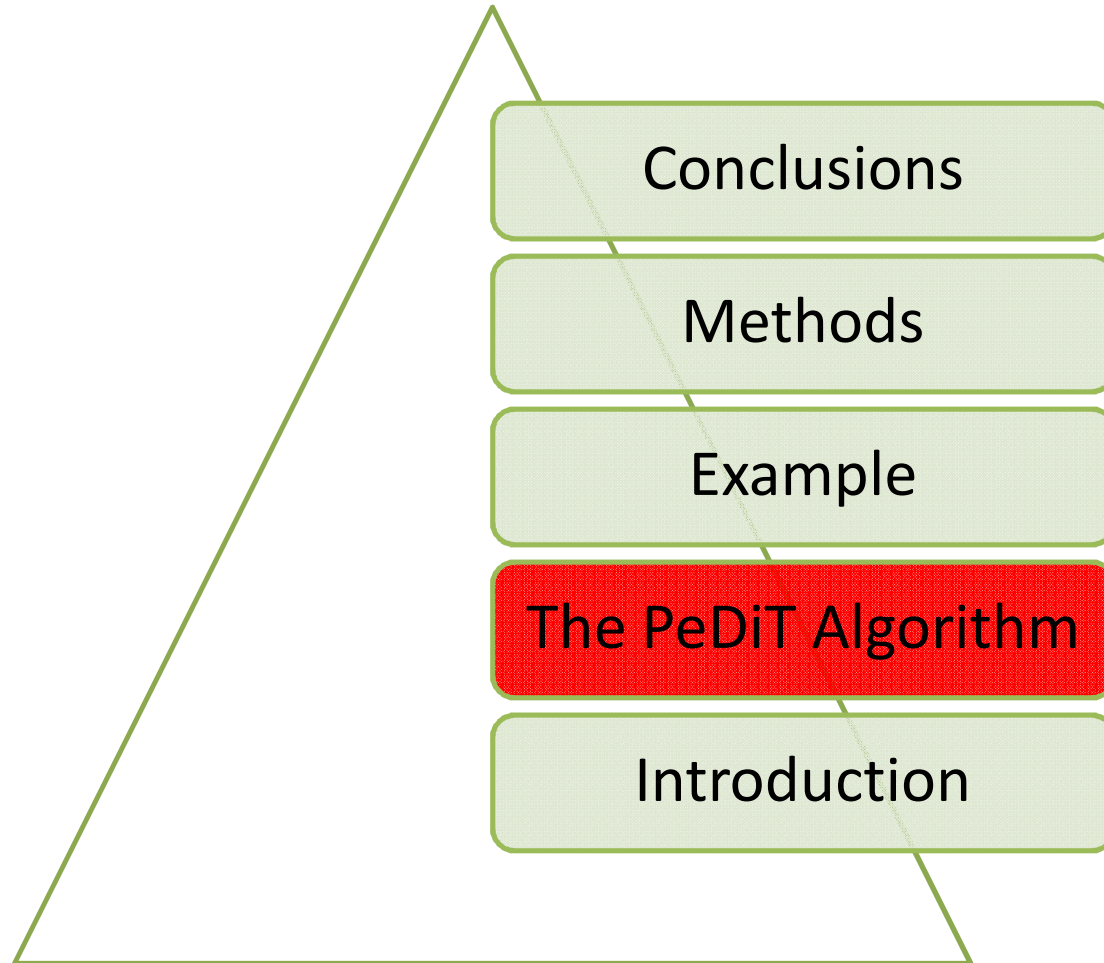 Conclusions
Methods
Example
The PeDiT Algorithm
Introduction